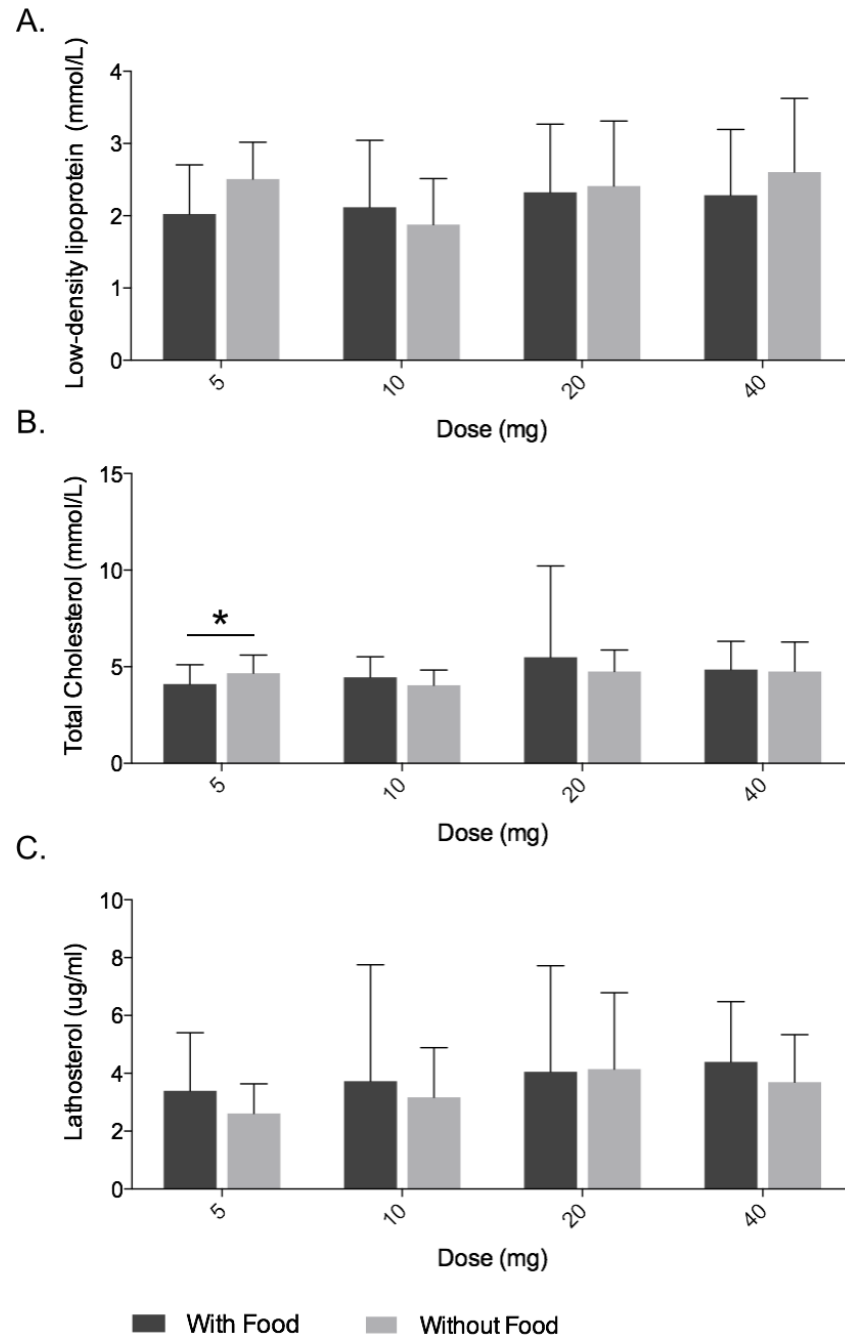 A.
Low-density lipoprotein (mmol/L)
4
3
2
1
0
5 10 20 40
Dose (mg)
B.
Total Cholesterol (mmol/L)
15
10
5
0
*
5 10 20 40
Dose (mg)
C.
Lathosterol (ug/ml)
10
8
6
4
2
0
5 10 20 40
Dose (mg)
With Food Without Food